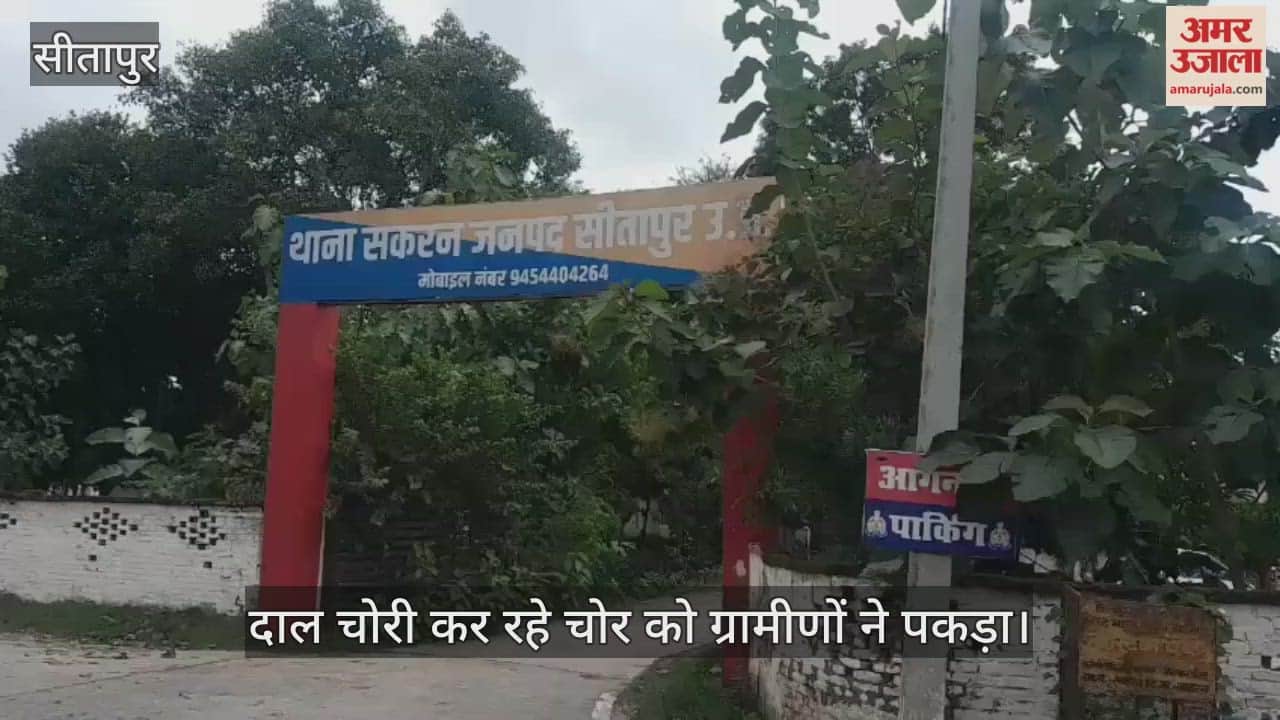 सीतापुर
अमर
उजाला
amarujala.com
थाना सकरन जनपद सीतापुर उ.
मोबाइल नंबर 9454404264
पार्किंग
दाल चोरी कर रहे चोर को ग्रामीणों ने पकड़ा।